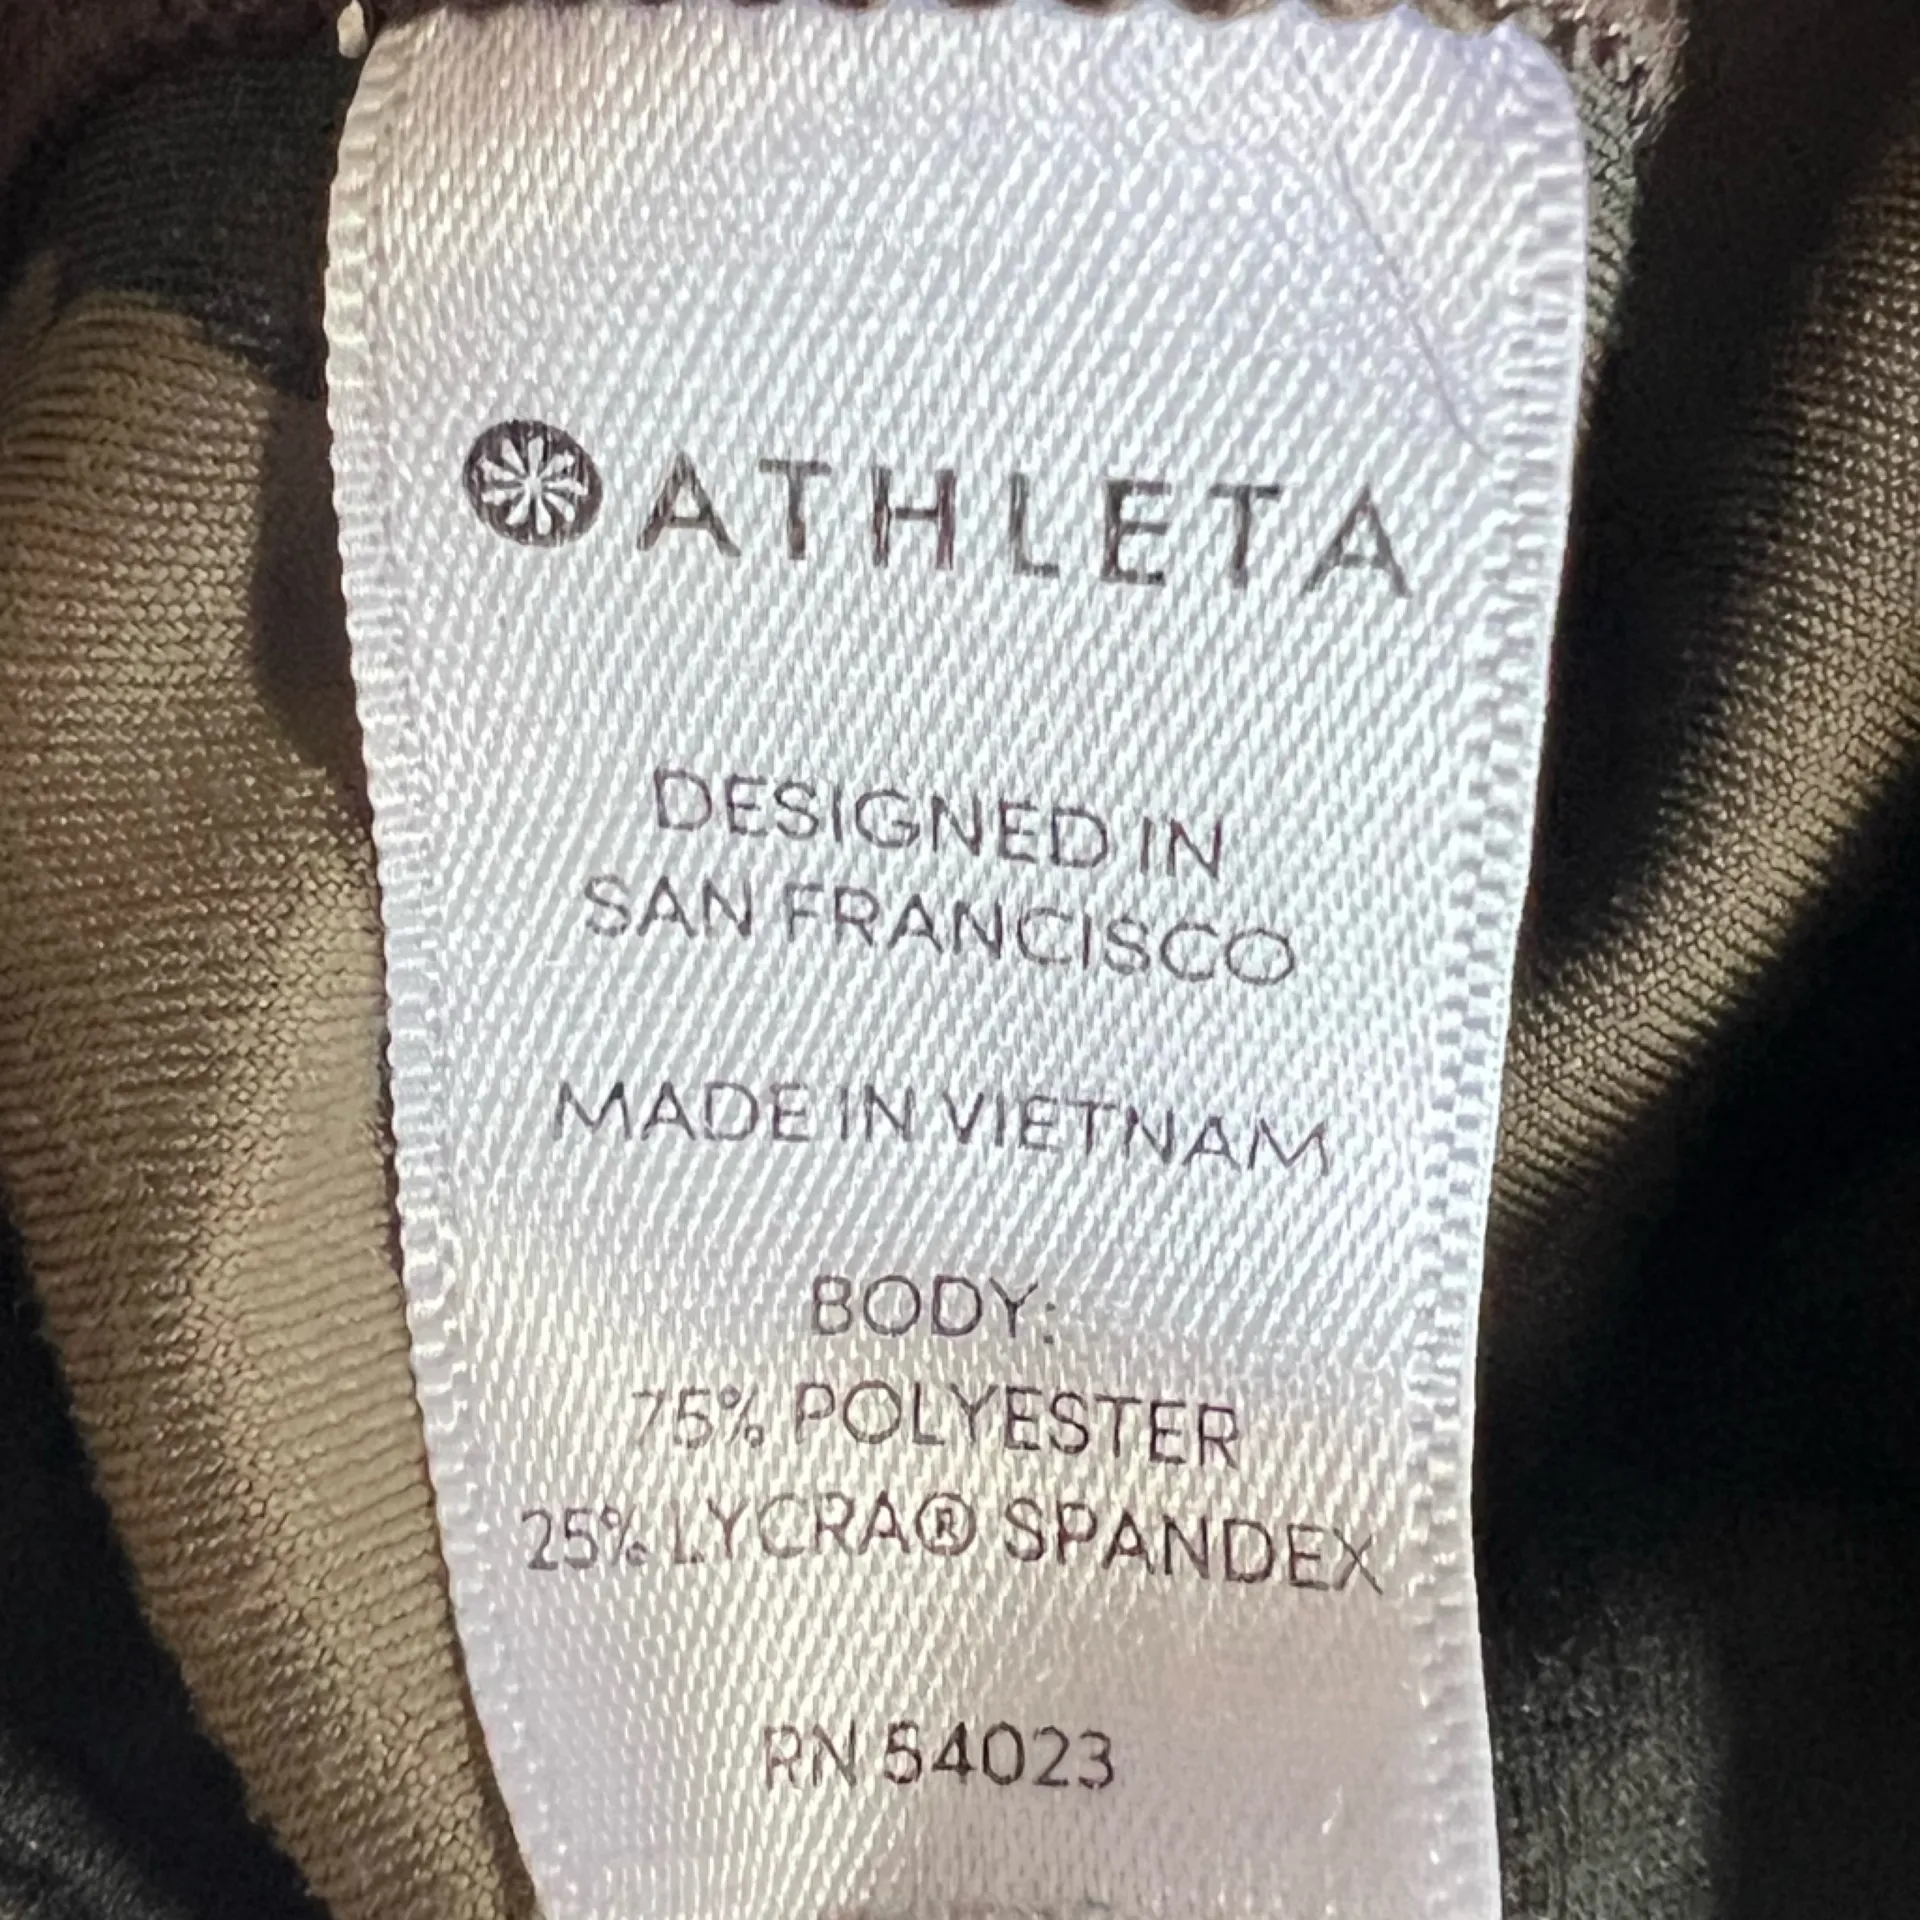 ATHLETA
DESIGNED IN
SAN FRANCISCO
MADE IN VIETNAM
BODY:
75% POLYESTER
25% LYCRA® SPANDEX
RN 54023